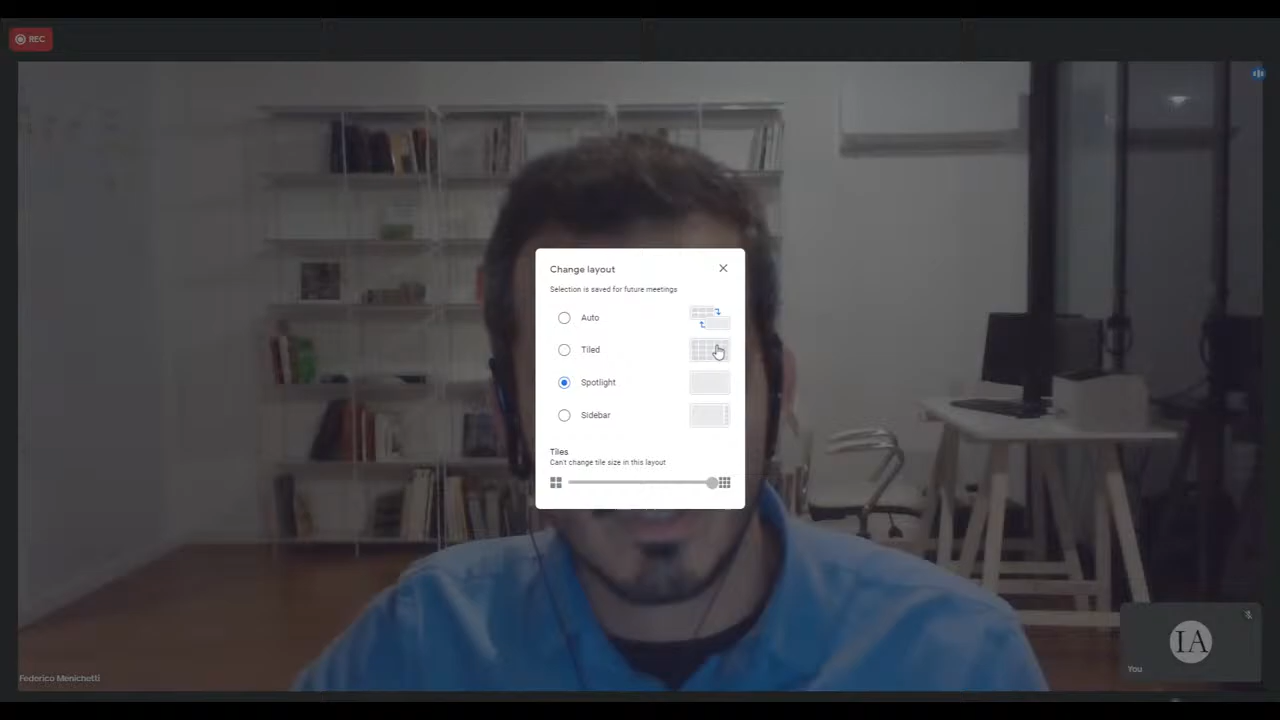 REC
Change layout
Selection is saved for future meetings
Auto
Tiled
Spotlight
Sidebar
Tiles
Can't change tile size in this layout
IA
You
Federico Menichetti